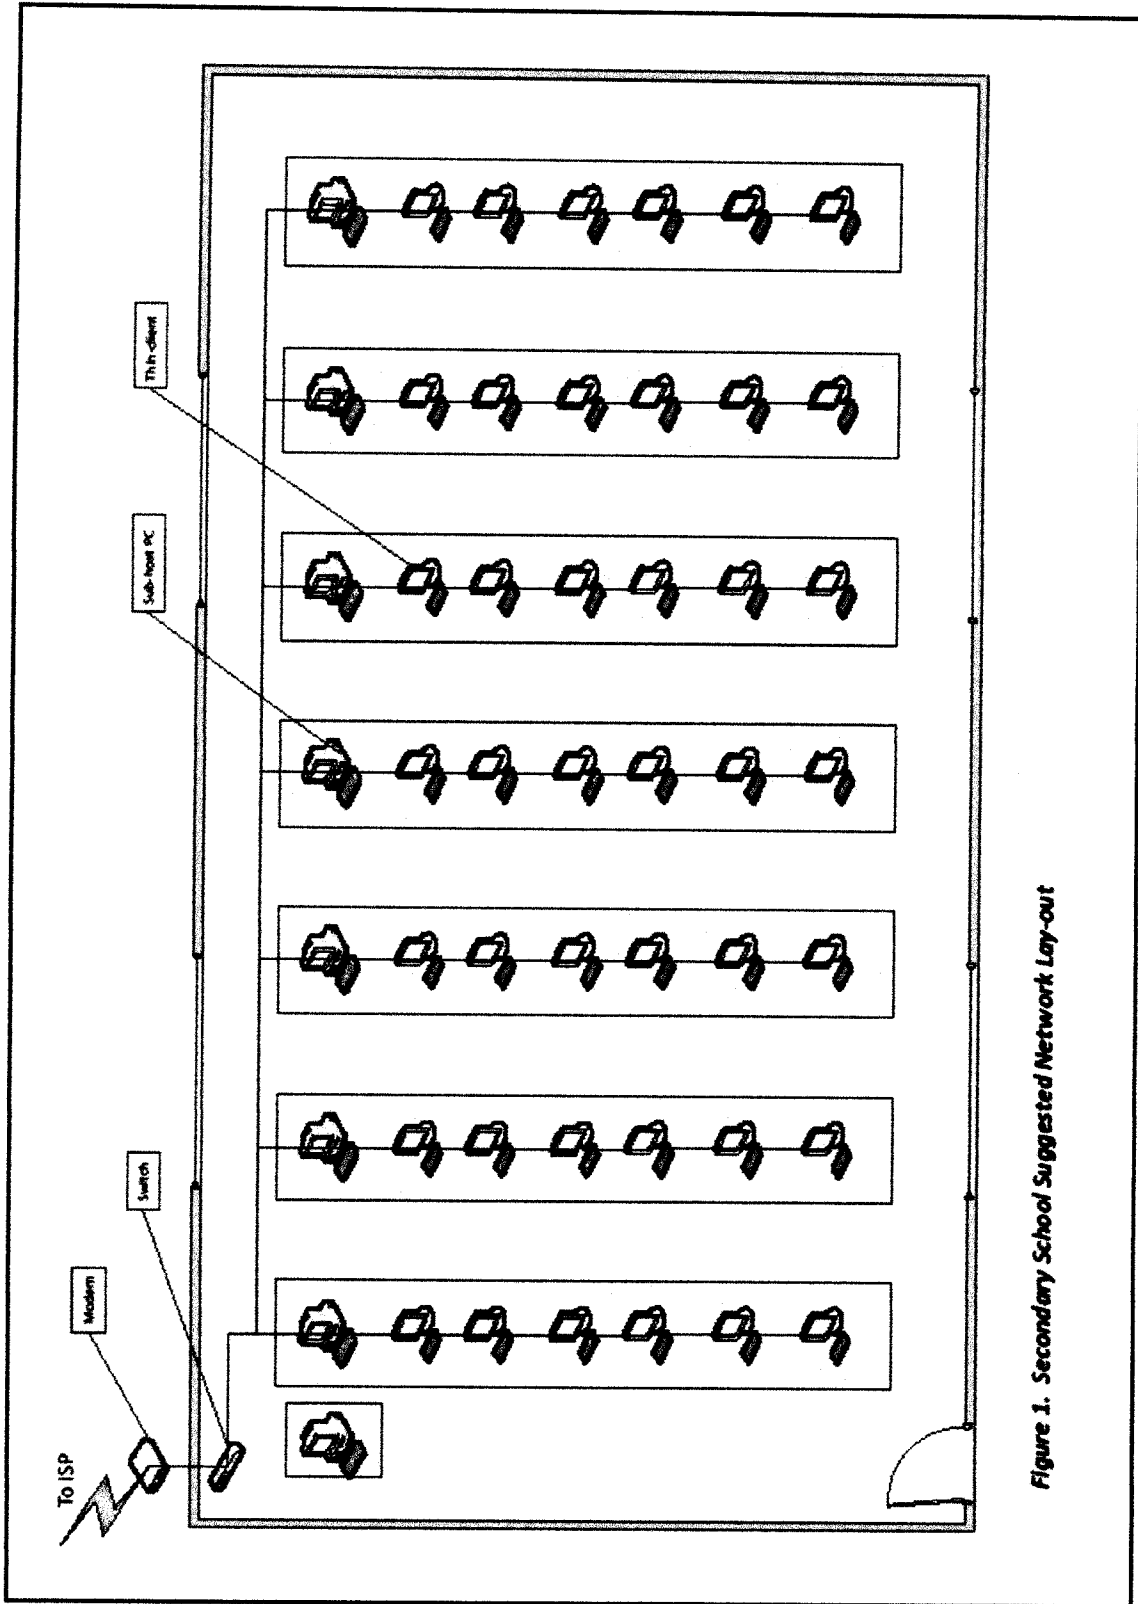 To ISP
Modem
Switch
Sub-host PC
Thin-client
Figure 1. Secondary School Suggested Network Lay-out